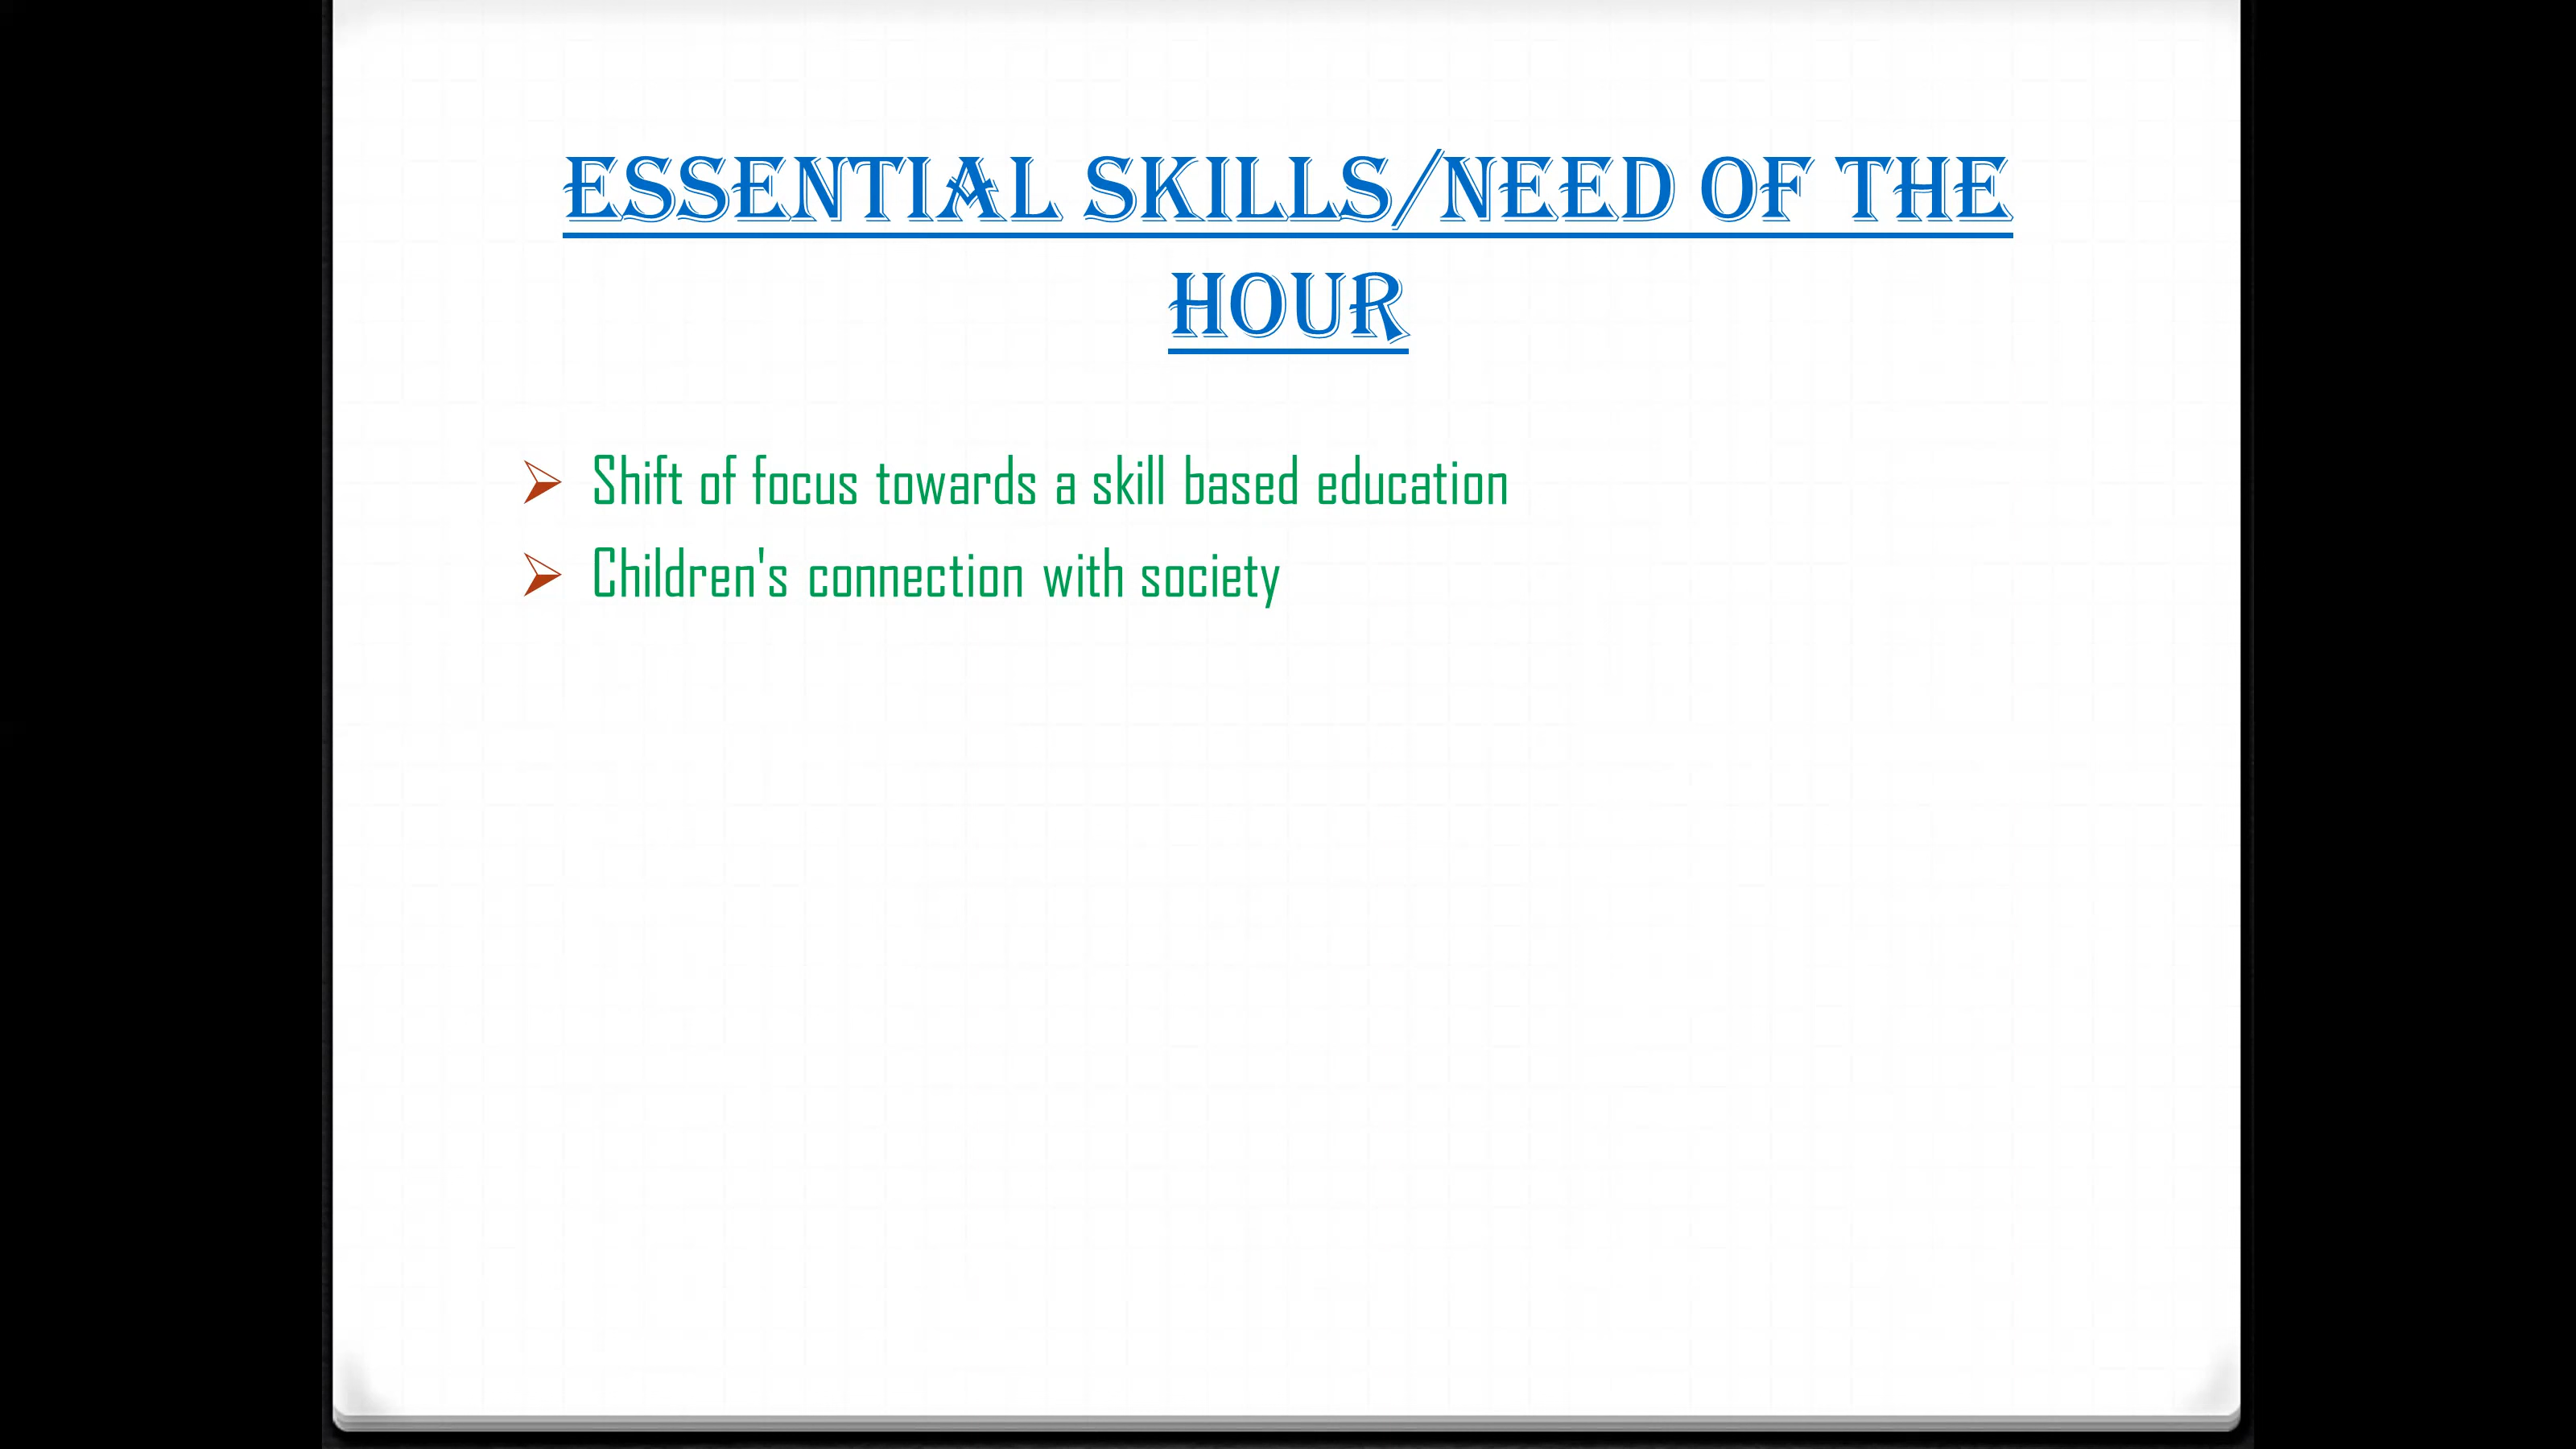 ESSENTIAL SKILLS/NEED OF THE
HOUR
Shift of focus towards a skill based education
Children's connection with society